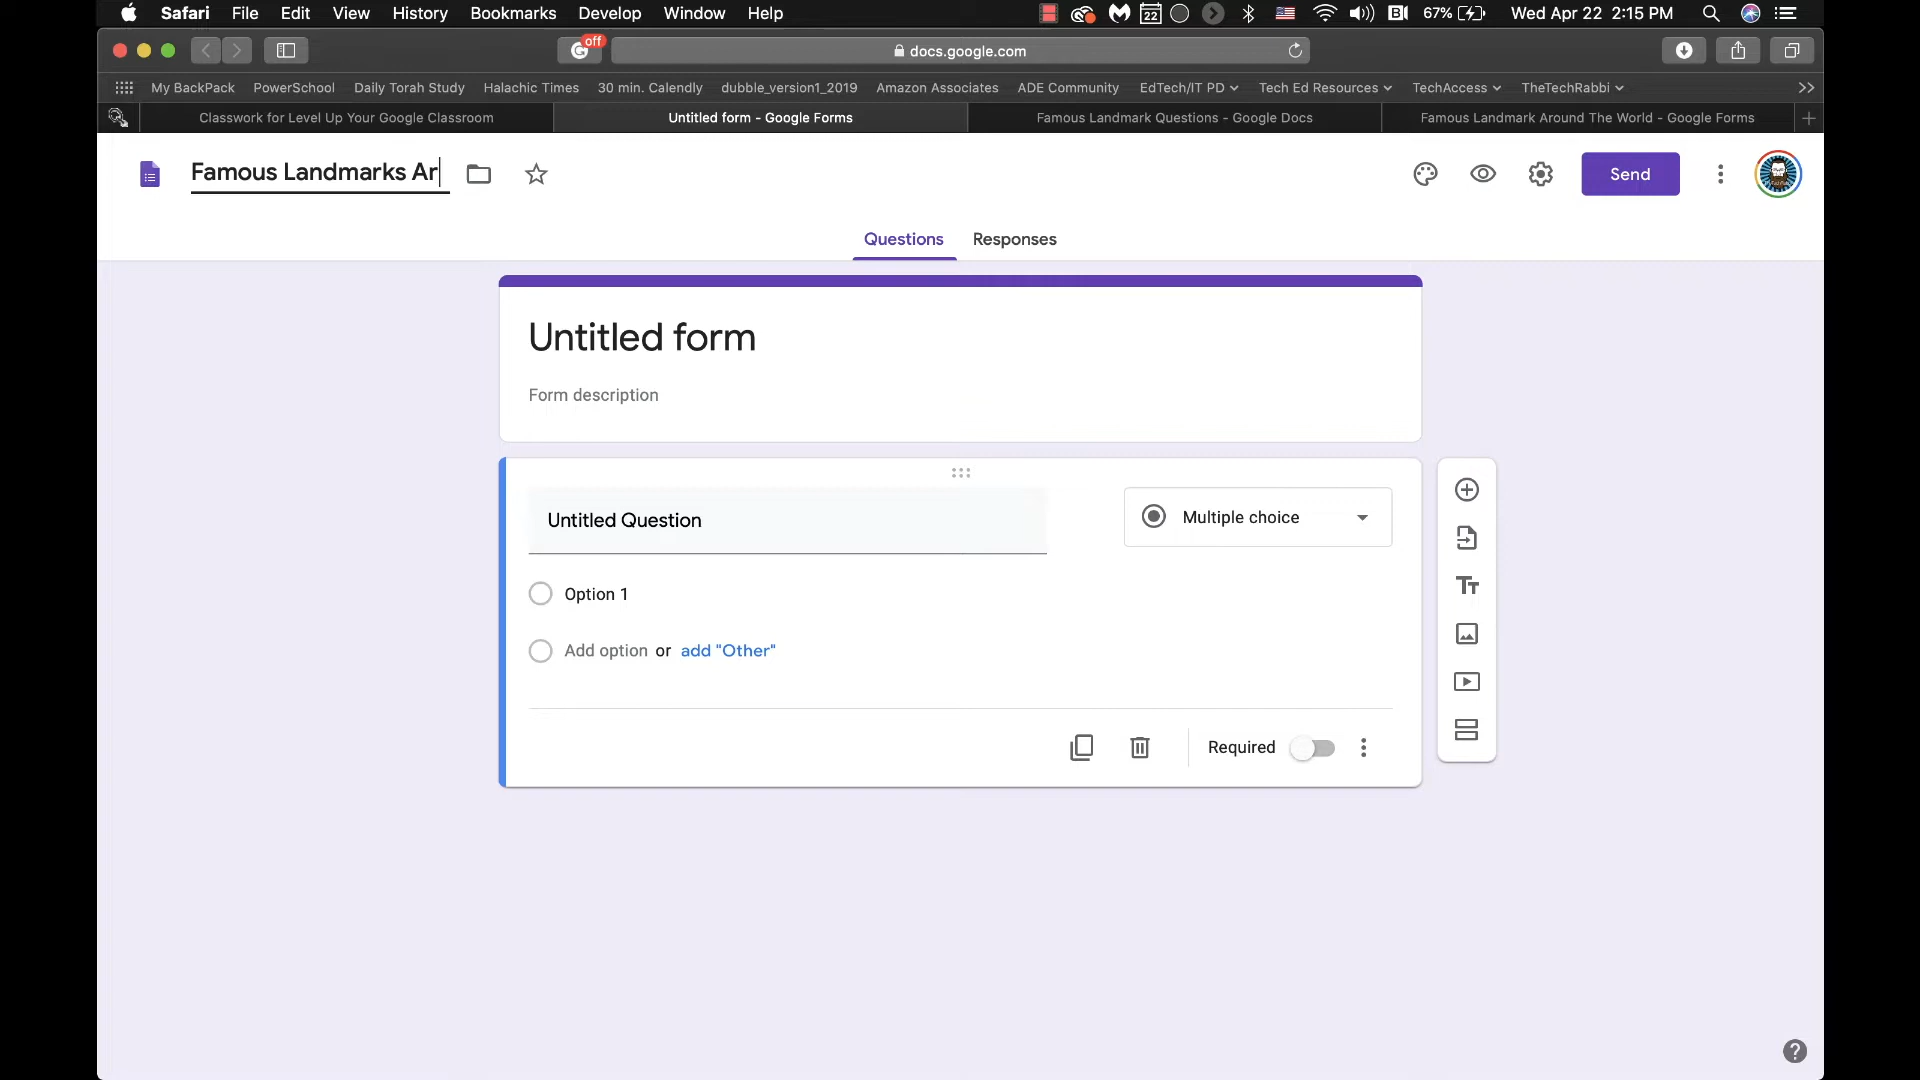 Safari File Edit View History Bookmarks Develop Window Help 22 67% Wed Apr 22 2:15 PM
off docs.google.com
My BackPack PowerSchool Daily Torah Study Halachic Times 30 min. Calendly dubble_version1_2019 Amazon Associates ADE Community EdTech/IT PD Tech Ed Resources TechAccess TheTechRabbi
Classwork for Level Up Your Google Classroom Untitled form - Google Forms Famous Landmark Questions - Google Docs Famous Landmark Around The World - Google Forms
Famous Landmarks Ar Send
Questions Responses
Untitled form
Form description
Untitled Question Multiple choice
Option 1
Add option or add "Other"
Required